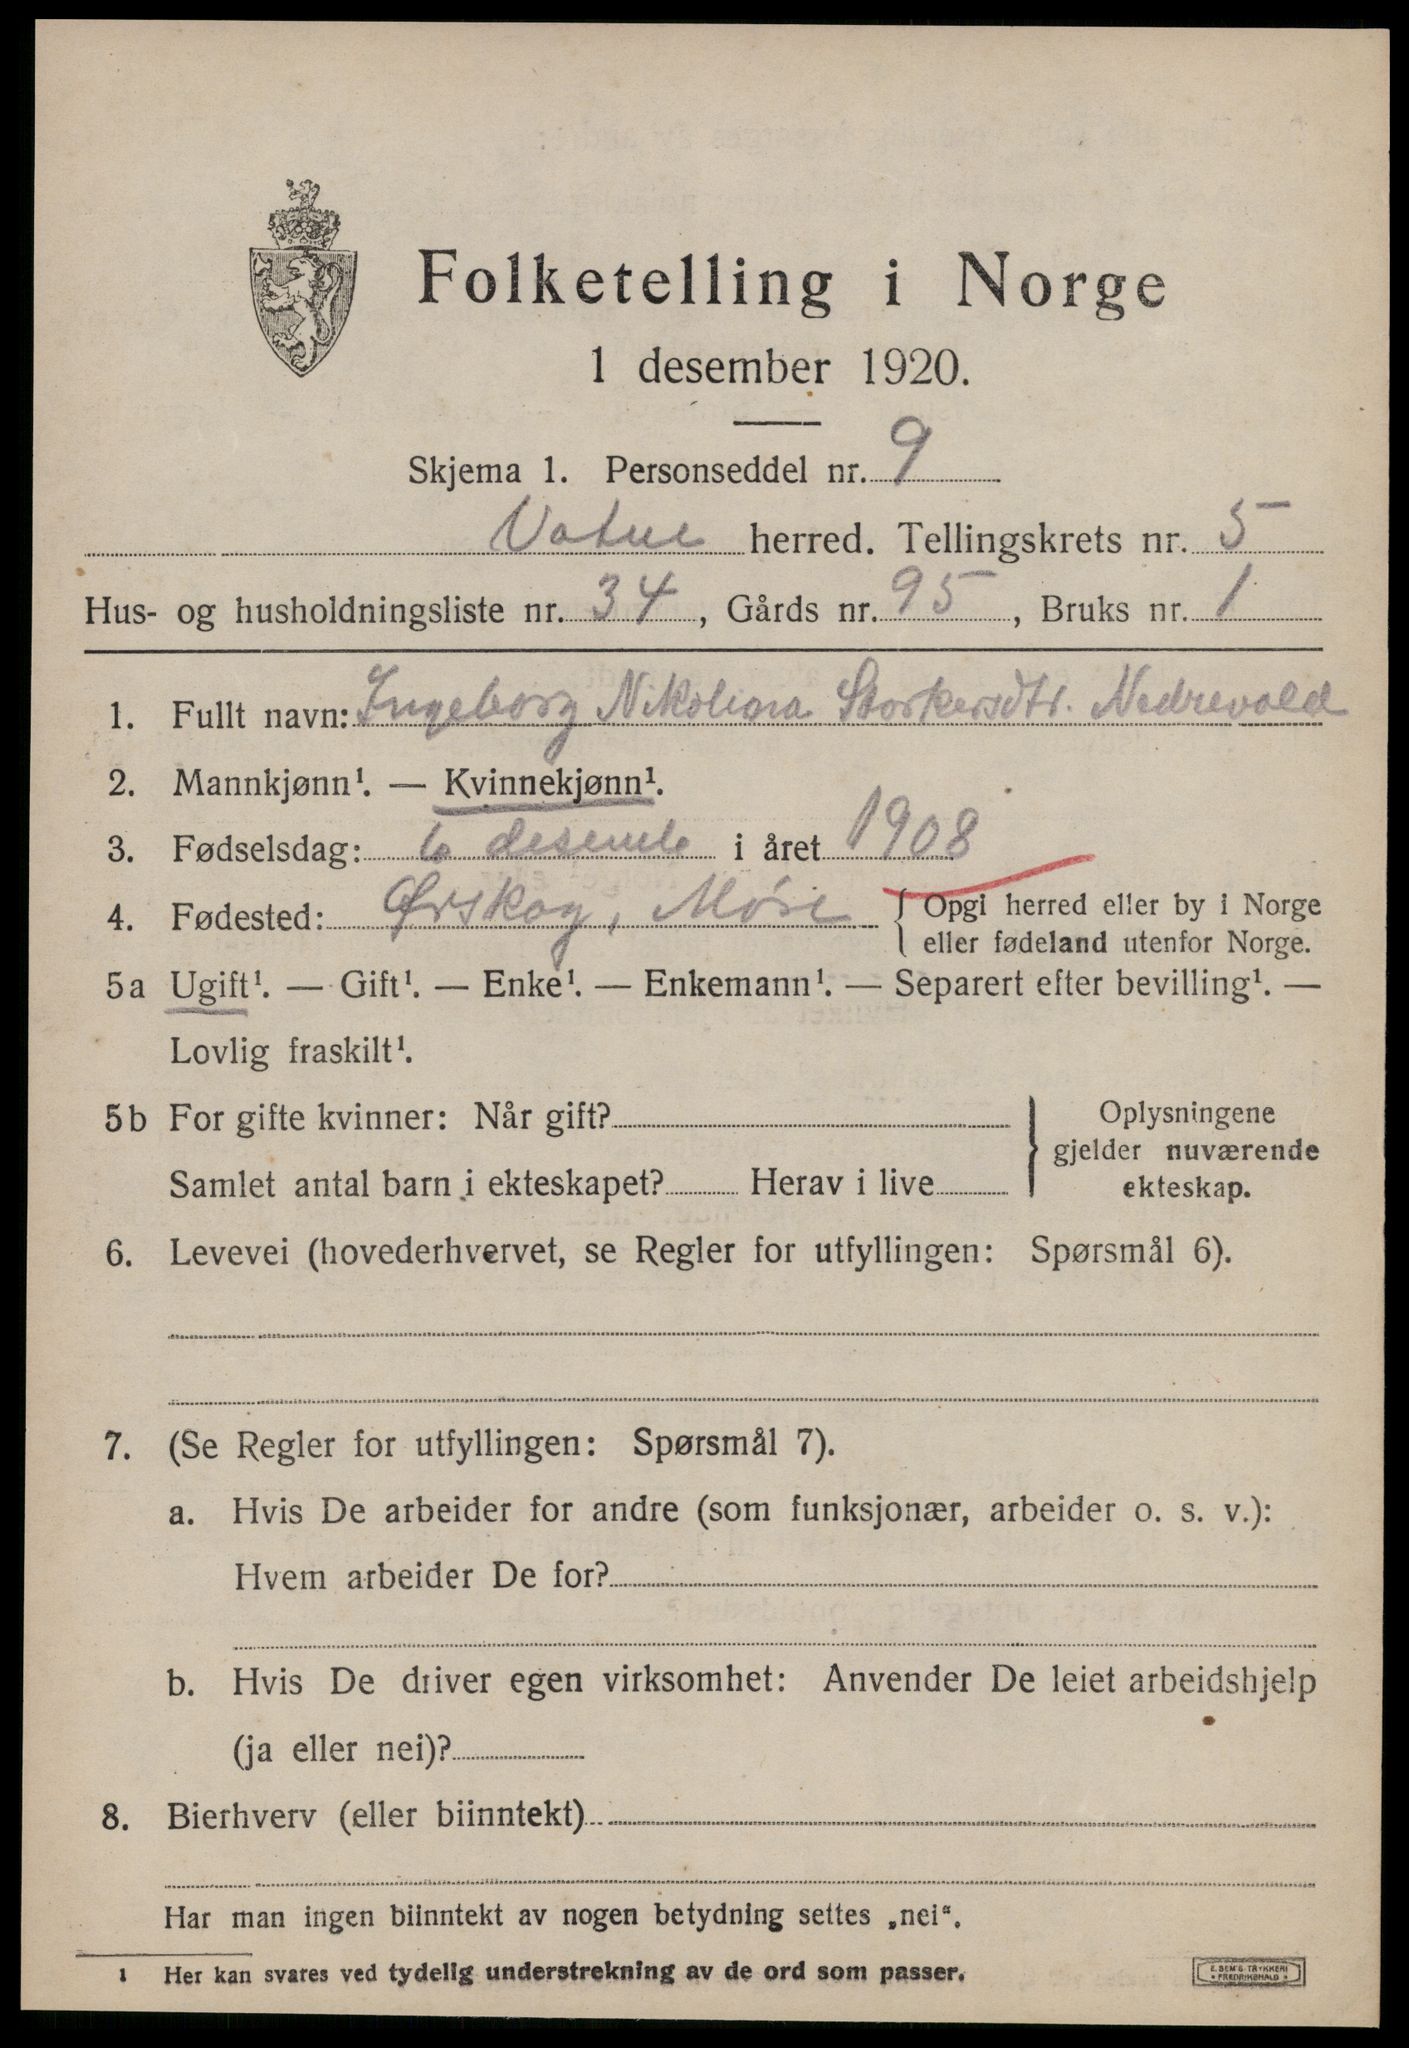 Folketelling i Norge
1 desember 1920.
Skjema 1. Personseddel nr. 9
Vatne herred. Tellingskrets nr. 5
Hus- og husholdningsliste nr. 34, Gårds nr. 95, Bruks nr. 1
1. Fullt navn: Ingeborg Nikoliana Storkersdtr. Nedrevold
2. Mannkjønn¹. — Kvinnekjønn¹.
3. Fødselsdag: 6 desemb i året 1908
4. Fødested: Ørskog, Møre { Opgi herred eller by i Norge
eller fødeland utenfor Norge.
5a Ugift¹. — Gift¹. — Enke¹. — Enkemann¹. — Separert efter bevilling¹. —
Lovlig fraskilt¹.
5b For gifte kvinner: Når gift? } Oplysningene
gjelder nuværende
Samlet antal barn i ekteskapet? Herav i live ekteskap.
6. Levevei (hovederhvervet, se Regler for utfyllingen: Spørsmål 6).
7. (Se Regler for utfyllingen: Spørsmål 7).
a. Hvis De arbeider for andre (som funksjonær, arbeider o. s. v.):
Hvem arbeider De for?
b. Hvis De driver egen virksomhet: Anvender De leiet arbeidshjelp
(ja eller nei)?
8. Bierhverv (eller biinntekt)
Har man ingen biinntekt av nogen betydning settes „nei“.
1 Her kan svares ved tydelig understrekning av de ord som passer.
E. SEM'S TRYKKERI
FREDRIKSHALD